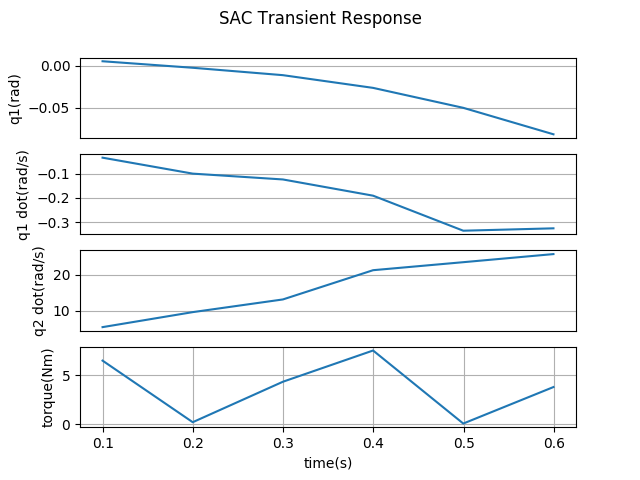 SAC Transient Response
q1(rad)
0.00
−0.05
q1 dot(rad/s)
−0.1
−0.2
−0.3
q2 dot(rad/s)
20
10
torque(Nm)
5
0
0.1 0.2 0.3 0.4 0.5 0.6
time(s)